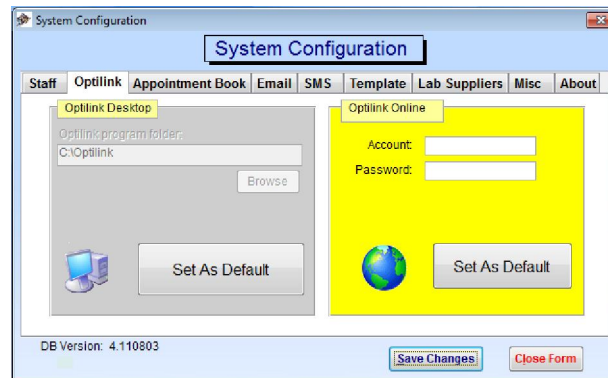 System Configuration
System Configuration
Staff Optilink Appointment Book Email SMS Template Lab Suppliers Misc About
Optilink Desktop
Optilink program folder:
C:\Optilink
Browse
Set As Default
Optilink Online
Account:
Password:
Set As Default
DB Version: 4.110803
Save Changes
Close Form